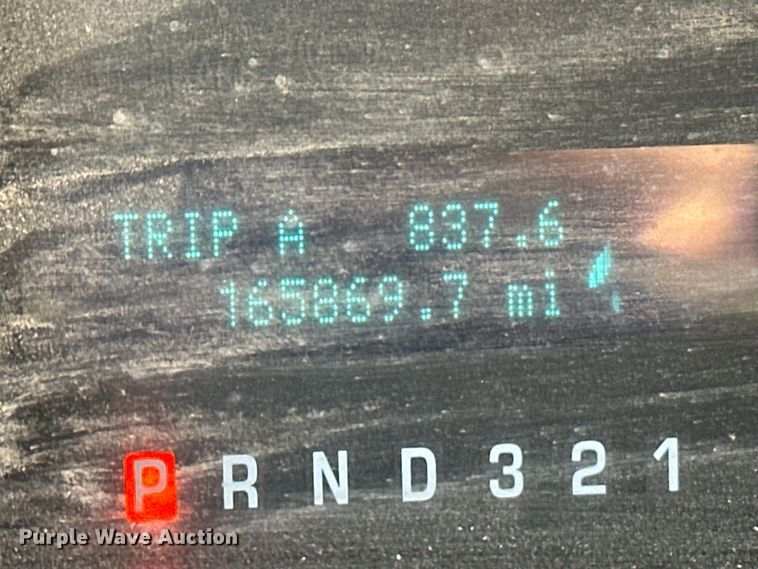 TRIP A 837.6
165869.7 mi
P R N D 3 2 1
Purple Wave Auction